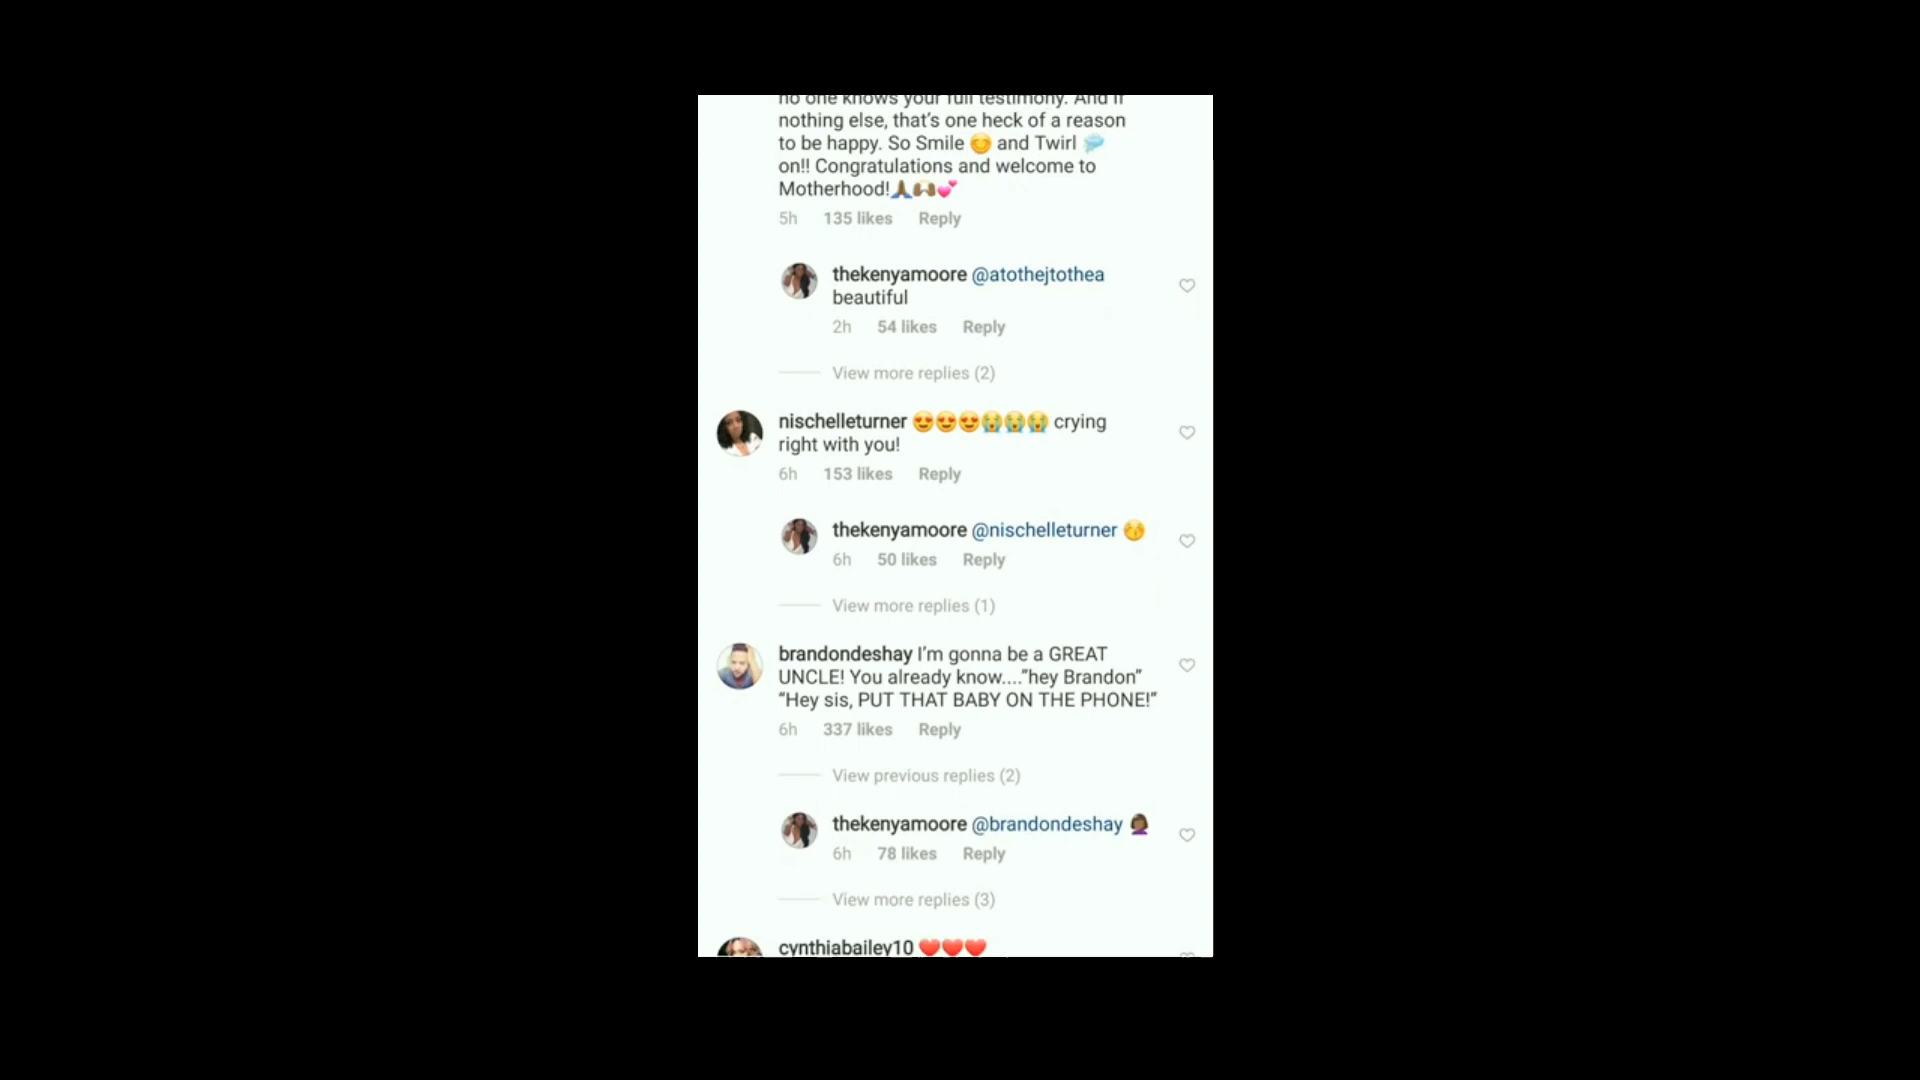 no one knows your full testimony. And if
nothing else, that's one heck of a reason
to be happy. So Smile 😊 and Twirl 💨
on!! Congratulations and welcome to
Motherhood!🙏🏾🙌🏾💕
5h 135 likes Reply
thekenyamoore @atothejtothea
beautiful
2h 54 likes Reply
View more replies (2)
nischelleturner 😍😍😍😭😭😭 crying
right with you!
6h 153 likes Reply
thekenyamoore @nischelleturner 😚
6h 50 likes Reply
View more replies (1)
brandondeshay I'm gonna be a GREAT
UNCLE! You already know...."hey Brandon"
"Hey sis, PUT THAT BABY ON THE PHONE!"
6h 337 likes Reply
View previous replies (2)
thekenyamoore @brandondeshay 🤦🏾‍♀️
6h 78 likes Reply
View more replies (3)
cynthiabailey10 ❤️❤️❤️